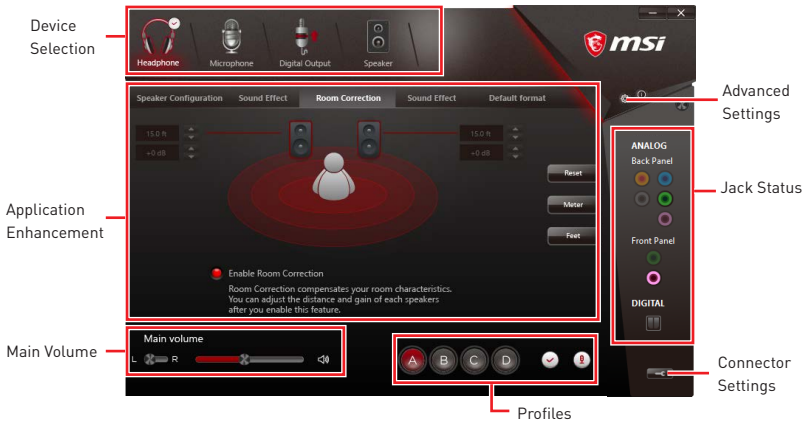 Device
Selection
Headphone
Microphone
Digital Output
Speaker
msi
Speaker Configuration
Sound Effect
Room Correction
Sound Effect
Default format
15.0 ft
+0 dB
15.0 ft
+0 dB
Reset
Meter
Feet
Enable Room Correction
Room Correction compensates your room characteristics.
You can adjust the distance and gain of each speakers
after you enable this feature.
Application
Enhancement
Advanced
Settings
ANALOG
Back Panel
Front Panel
DIGITAL
Jack Status
Main volume
L
R
Main Volume
A
B
C
D
Profiles
Connector
Settings